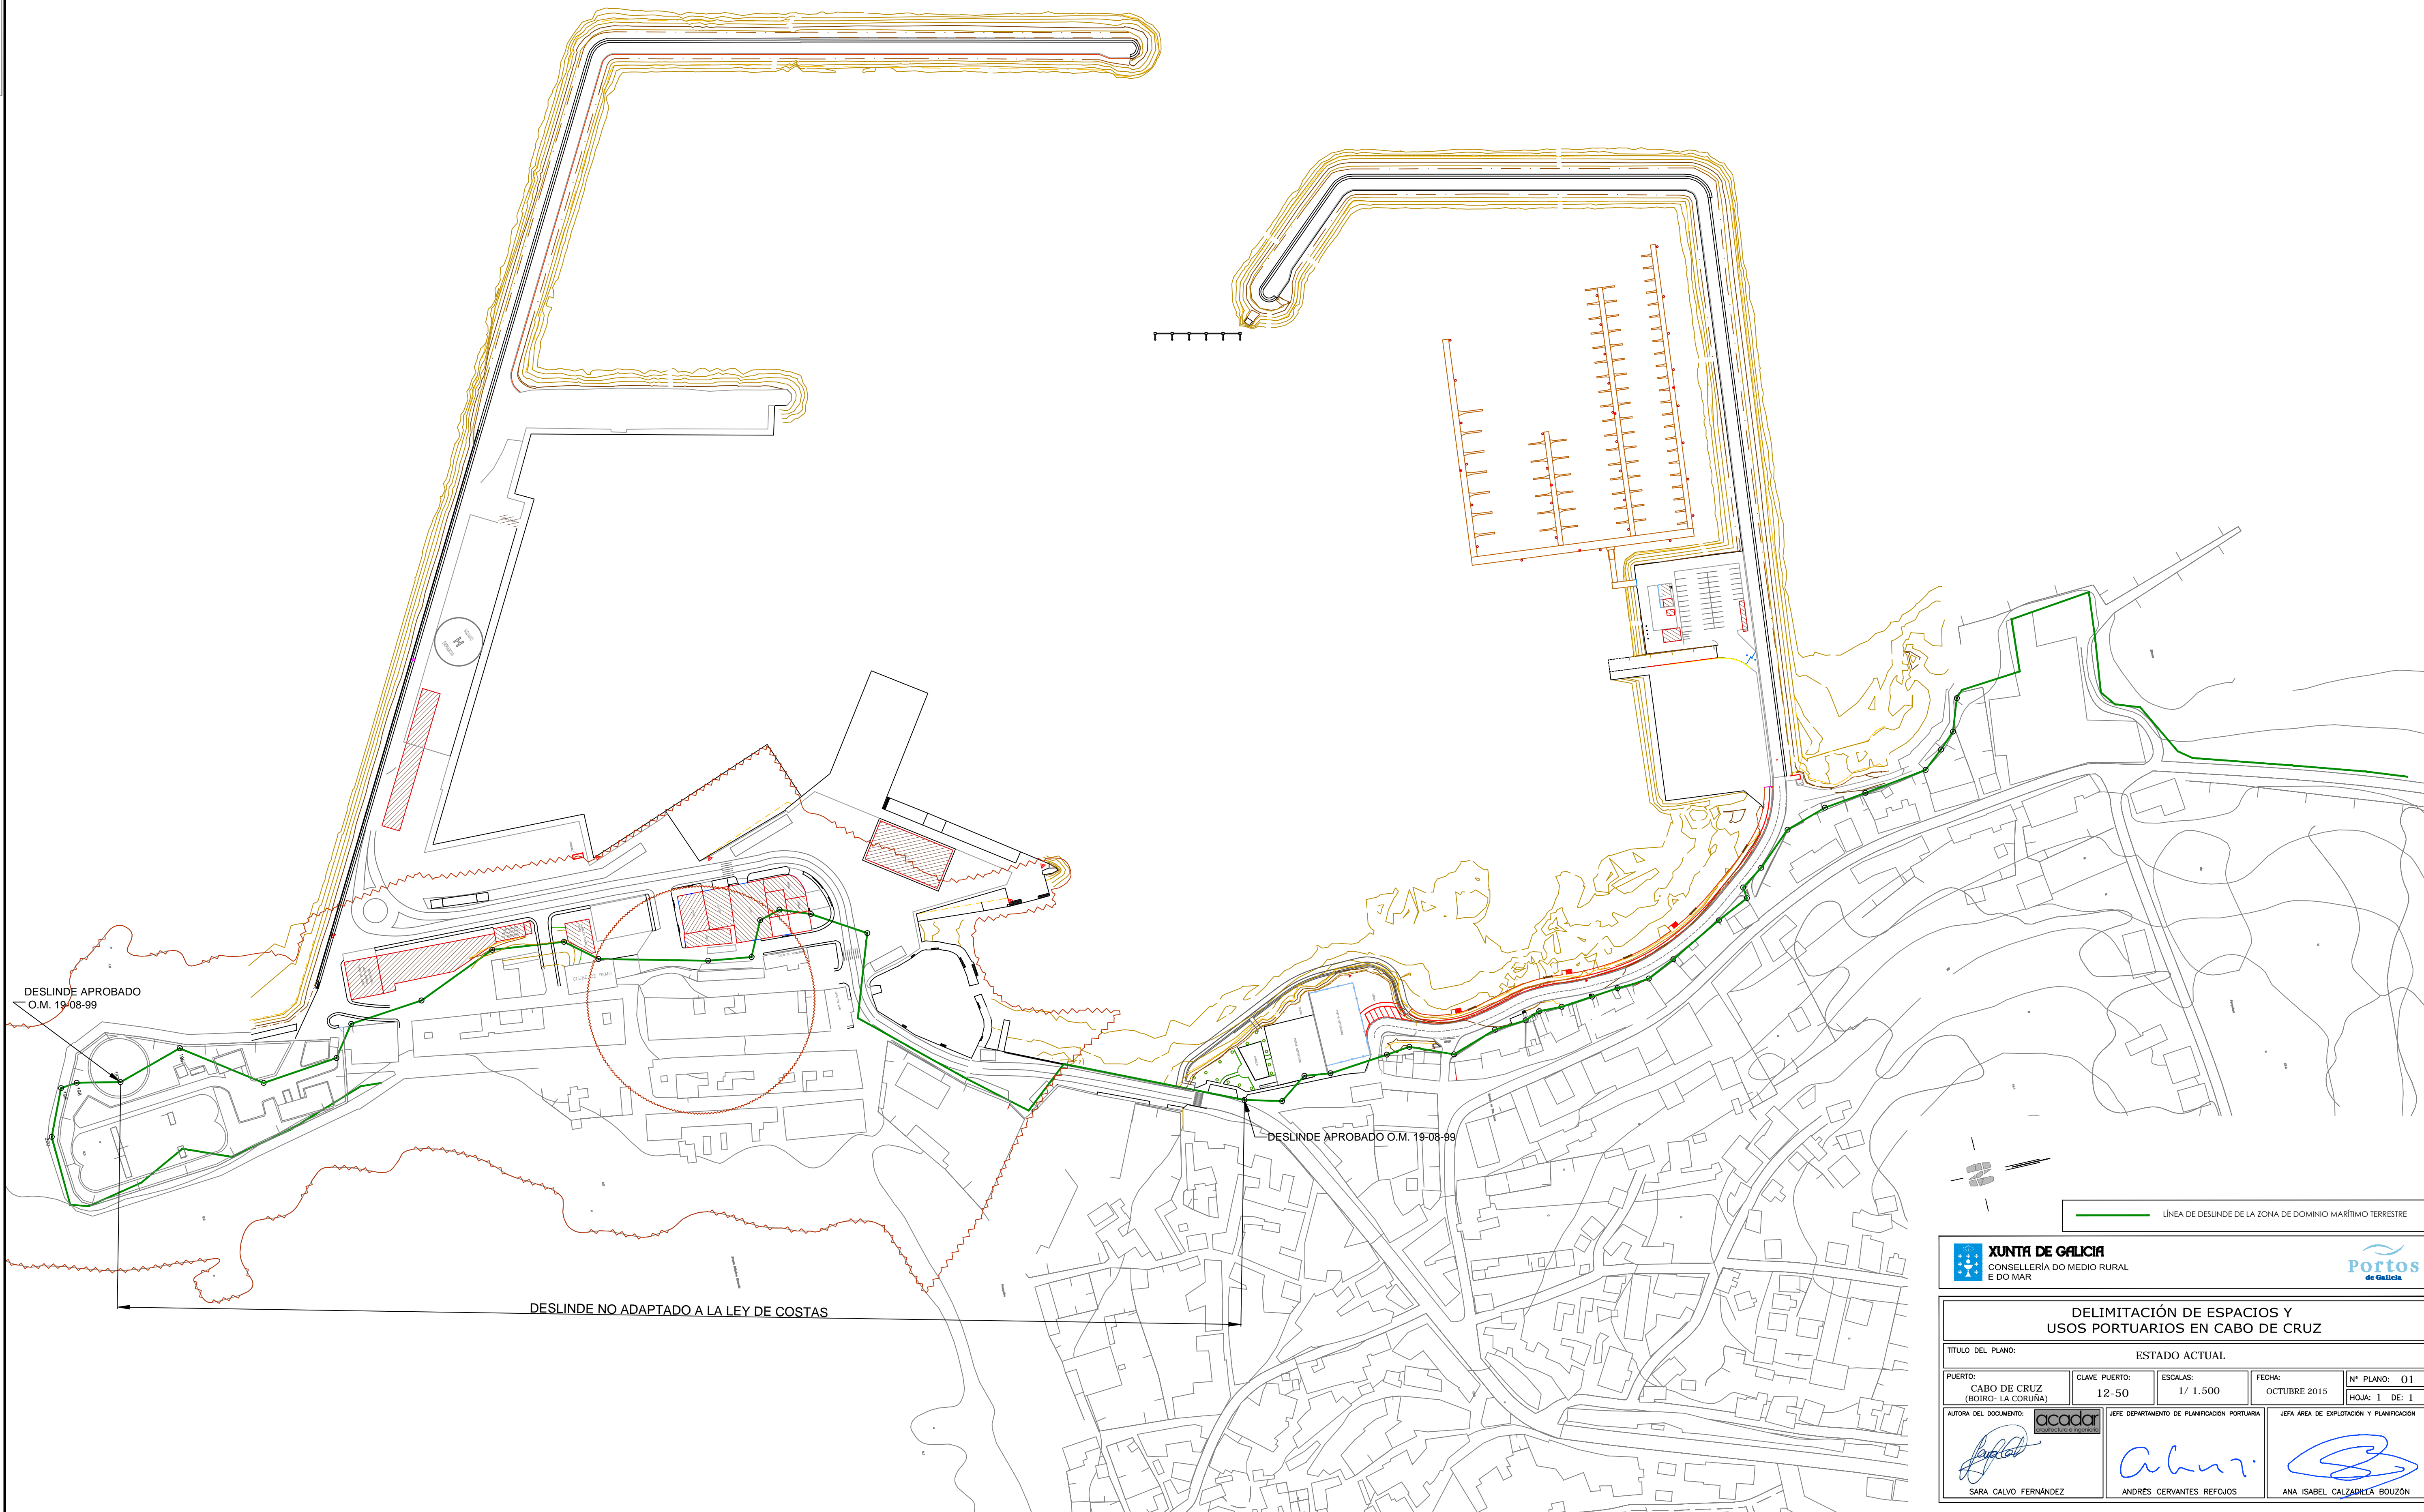 DESLINDE APROBADO
O.M. 19-08-99
CLUBE DE REMO
H
DESLINDE APROBADO O.M. 19-08-99
DESLINDE NO ADAPTADO A LA LEY DE COSTAS
LÍNEA DE DESLINDE DE LA ZONA DE DOMINIO MARÍTIMO TERRESTRE
XUNTA DE GALICIA
CONSELLERÍA DO MEDIO RURAL
E DO MAR
Portos
de Galicia
DELIMITACIÓN DE ESPACIOS Y
USOS PORTUARIOS EN CABO DE CRUZ
TITULO DEL PLANO:
ESTADO ACTUAL
PUERTO:
CABO DE CRUZ
(BOIRO- LA CORUÑA)
CLAVE PUERTO:
12-50
ESCALAS:
1/ 1.500
FECHA:
OCTUBRE 2015
Nº PLANO: 01
HOJA: 1 DE: 1
AUTORA DEL DOCUMENTO:
acadar
arquitectura e ingeniería
SARA CALVO FERNÁNDEZ
JEFE DEPARTAMENTO DE PLANIFICACIÓN PORTUARIA
ANDRÉS CERVANTES REFOJOS
JEFA ÁREA DE EXPLOTACIÓN Y PLANIFICACIÓN
ANA ISABEL CALZADILLA BOUZÓN